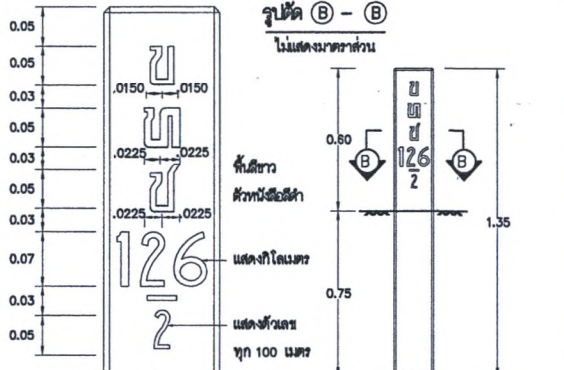 รูปตัด B - B
ไม่แสดงมาตราส่วน
0.05
0.05
0.03
0.05
0.03
0.05
0.03
0.07
0.03
0.05
ข
.0150 .0150
ท
.0225 .0225
ช
.0225 .0225
126
2
พื้นสีขาว
ตัวหนังสือสีดำ
แสดงกิโลเมตร
แสดงตัวเลข
ทุก 100 เมตร
0.60
0.75
ข
ท
ช
126
2
B B
1.35